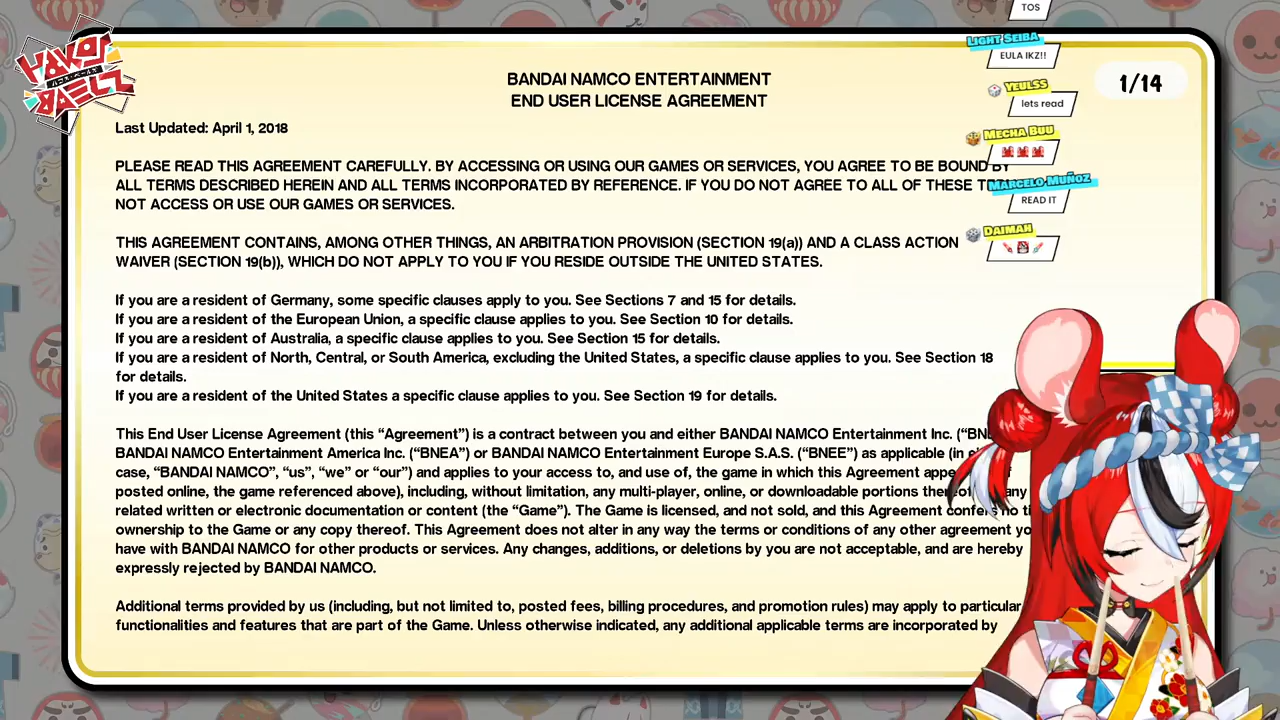 HAKOS
ハコス・ベールズ
BAELZ
BANDAI NAMCO ENTERTAINMENT
END USER LICENSE AGREEMENT
1/14
Last Updated: April 1, 2018
PLEASE READ THIS AGREEMENT CAREFULLY. BY ACCESSING OR USING OUR GAMES OR SERVICES, YOU AGREE TO BE BOUND BY
ALL TERMS DESCRIBED HEREIN AND ALL TERMS INCORPORATED BY REFERENCE. IF YOU DO NOT AGREE TO ALL OF THESE
NOT ACCESS OR USE OUR GAMES OR SERVICES.
THIS AGREEMENT CONTAINS, AMONG OTHER THINGS, AN ARBITRATION PROVISION (SECTION 19(a)) AND A CLASS ACTION
WAIVER (SECTION 19(b)), WHICH DO NOT APPLY TO YOU IF YOU RESIDE OUTSIDE THE UNITED STATES.
If you are a resident of Germany, some specific clauses apply to you. See Sections 7 and 15 for details.
If you are a resident of the European Union, a specific clause applies to you. See Section 10 for details.
If you are a resident of Australia, a specific clause applies to you. See Section 15 for details.
If you are a resident of North, Central, or South America, excluding the United States, a specific clause applies to you. See Section 18
for details.
If you are a resident of the United States a specific clause applies to you. See Section 19 for details.
This End User License Agreement (this “Agreement”) is a contract between you and either BANDAI NAMCO Entertainment Inc.
BANDAI NAMCO Entertainment America Inc. (“BNEA”) or BANDAI NAMCO Entertainment Europe S.A.S. (“BNEE”) as applicable (in
case, “BANDAI NAMCO”, “us”, “we” or “our”) and applies to your access to, and use of, the game in which this Agreement
posted online, the game referenced above), including, without limitation, any multi-player, online, or downloadable portions any
related written or electronic documentation or content (the “Game”). The Game is licensed, and not sold, and this Agreement confers no
ownership to the Game or any copy thereof. This Agreement does not alter in any way the terms or conditions of any other agreement
have with BANDAI NAMCO for other products or services. Any changes, additions, or deletions by you are not acceptable, and are hereby
expressly rejected by BANDAI NAMCO.
Additional terms provided by us (including, but not limited to, posted fees, billing procedures, and promotion rules) may apply to particular
functionalities and features that are part of the Game. Unless otherwise indicated, any additional applicable terms are incorporated by
TOS
LIGHT SEIBA
EULA IKZ!!
YEULSS
lets read
MECHA BUU
MARCELO MUÑOZ
READ IT
DAIMAH